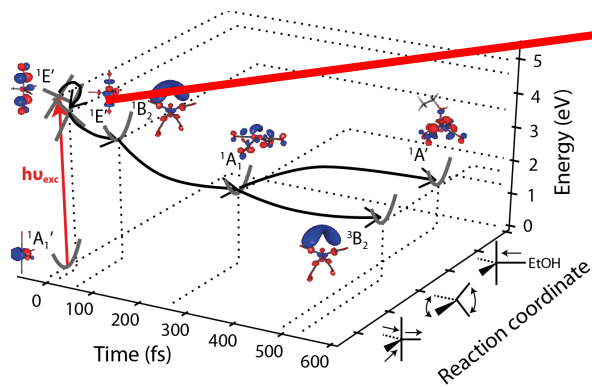 ¹E′
¹E
¹B₂
¹A₁
¹A′
³B₂
¹A₁′
hυexc
0
100
200
300
400
500
600
Time (fs)
5
4
3
2
1
0
Energy (eV)
EtOH
Reaction coordinate